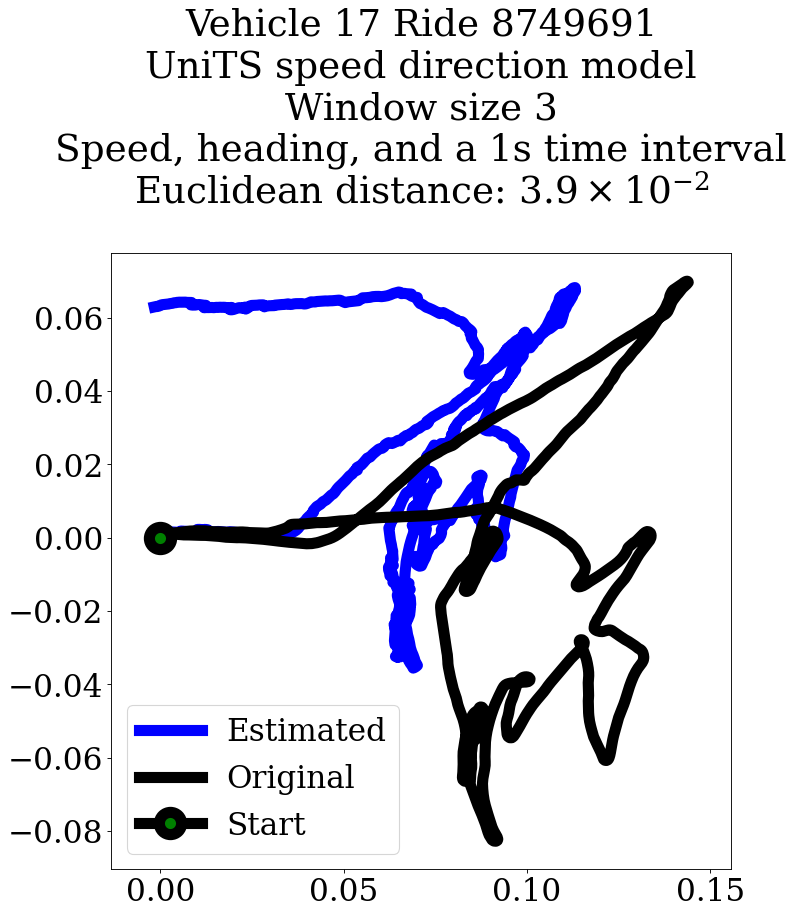 Vehicle 17 Ride 8749691
UniTS speed direction model
Window size 3
Speed, heading, and a 1s time interval
Euclidean distance: 3.9 × 10⁻²
0.06
0.04
0.02
0.00
−0.02
−0.04
−0.06
−0.08
Estimated
Original
Start
0.00 0.05 0.10 0.15